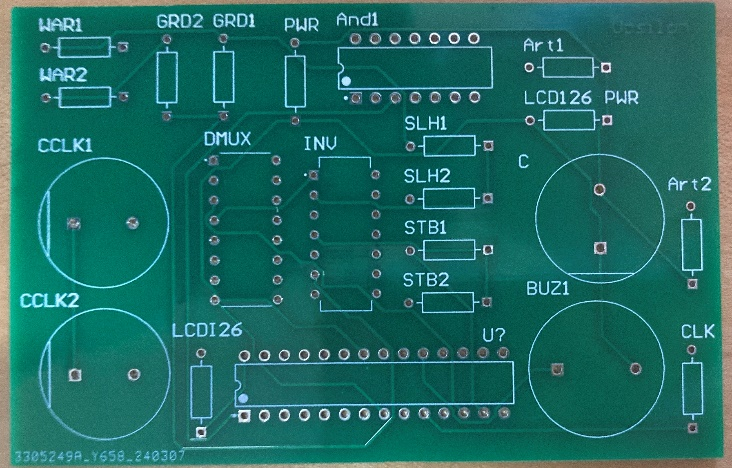 WAR1
GRD2 GRD1
PWR
And1
Upsilon
Art1
WAR2
LCD126 PWR
SLH1
CCLK1
DMUX
INV
C
SLH2
Art2
STB1
STB2
BUZ1
CCLK2
LCDI26
U?
CLK
3305249A_Y658_240307